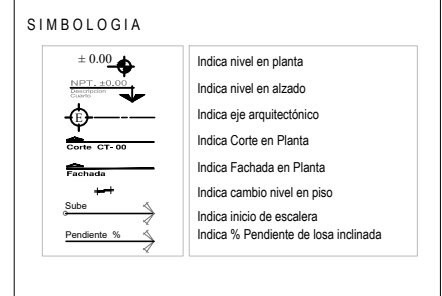 SIMBOLOGIA
± 0.00
Indica nivel en planta
NPT. ±0.00
Descripcion
Cuarto
Indica nivel en alzado
E
Indica eje arquitectónico
Corte CT- 00
Indica Corte en Planta
Fachada
Indica Fachada en Planta
Indica cambio nivel en piso
Sube
Indica inicio de escalera
Pendiente %
Indica % Pendiente de losa inclinada